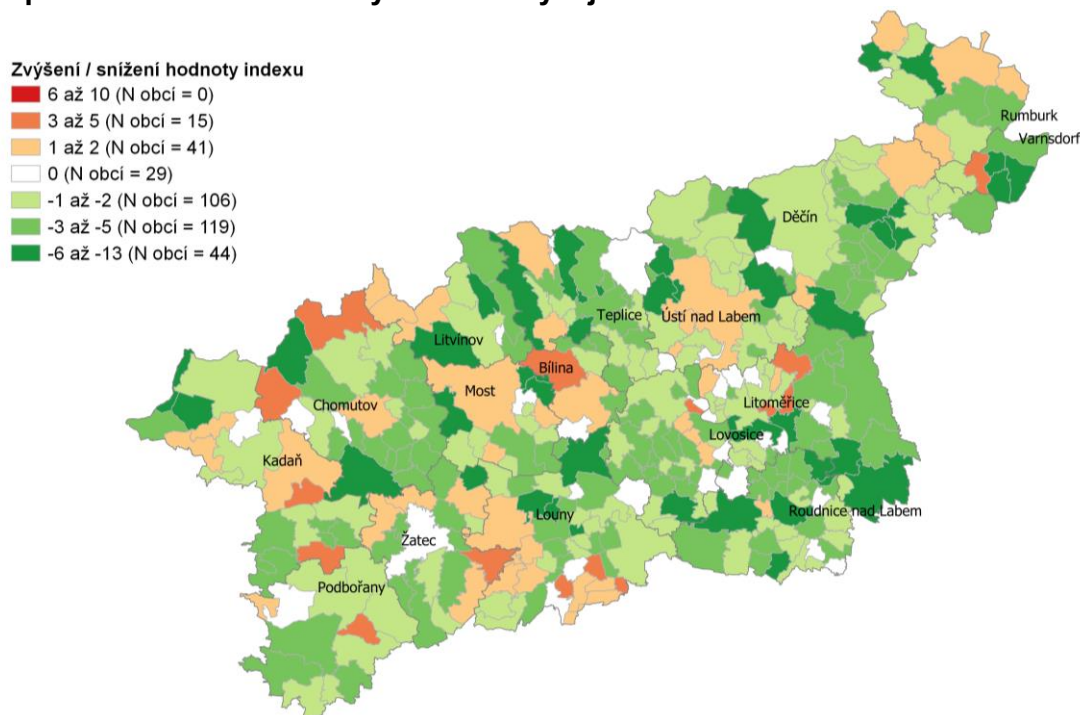 Zvýšení / snížení hodnoty indexu
6 až 10 (N obcí = 0)
3 až 5 (N obcí = 15)
1 až 2 (N obcí = 41)
0 (N obcí = 29)
-1 až -2 (N obcí = 106)
-3 až -5 (N obcí = 119)
-6 až -13 (N obcí = 44)
Rumburk
Varnsdorf
Děčín
Teplice
Ústí nad Labem
Litvínov
Bílina
Most
Chomutov
Litoměřice
Lovosice
Kadaň
Roudnice nad Labem
Louny
Žatec
Podbořany